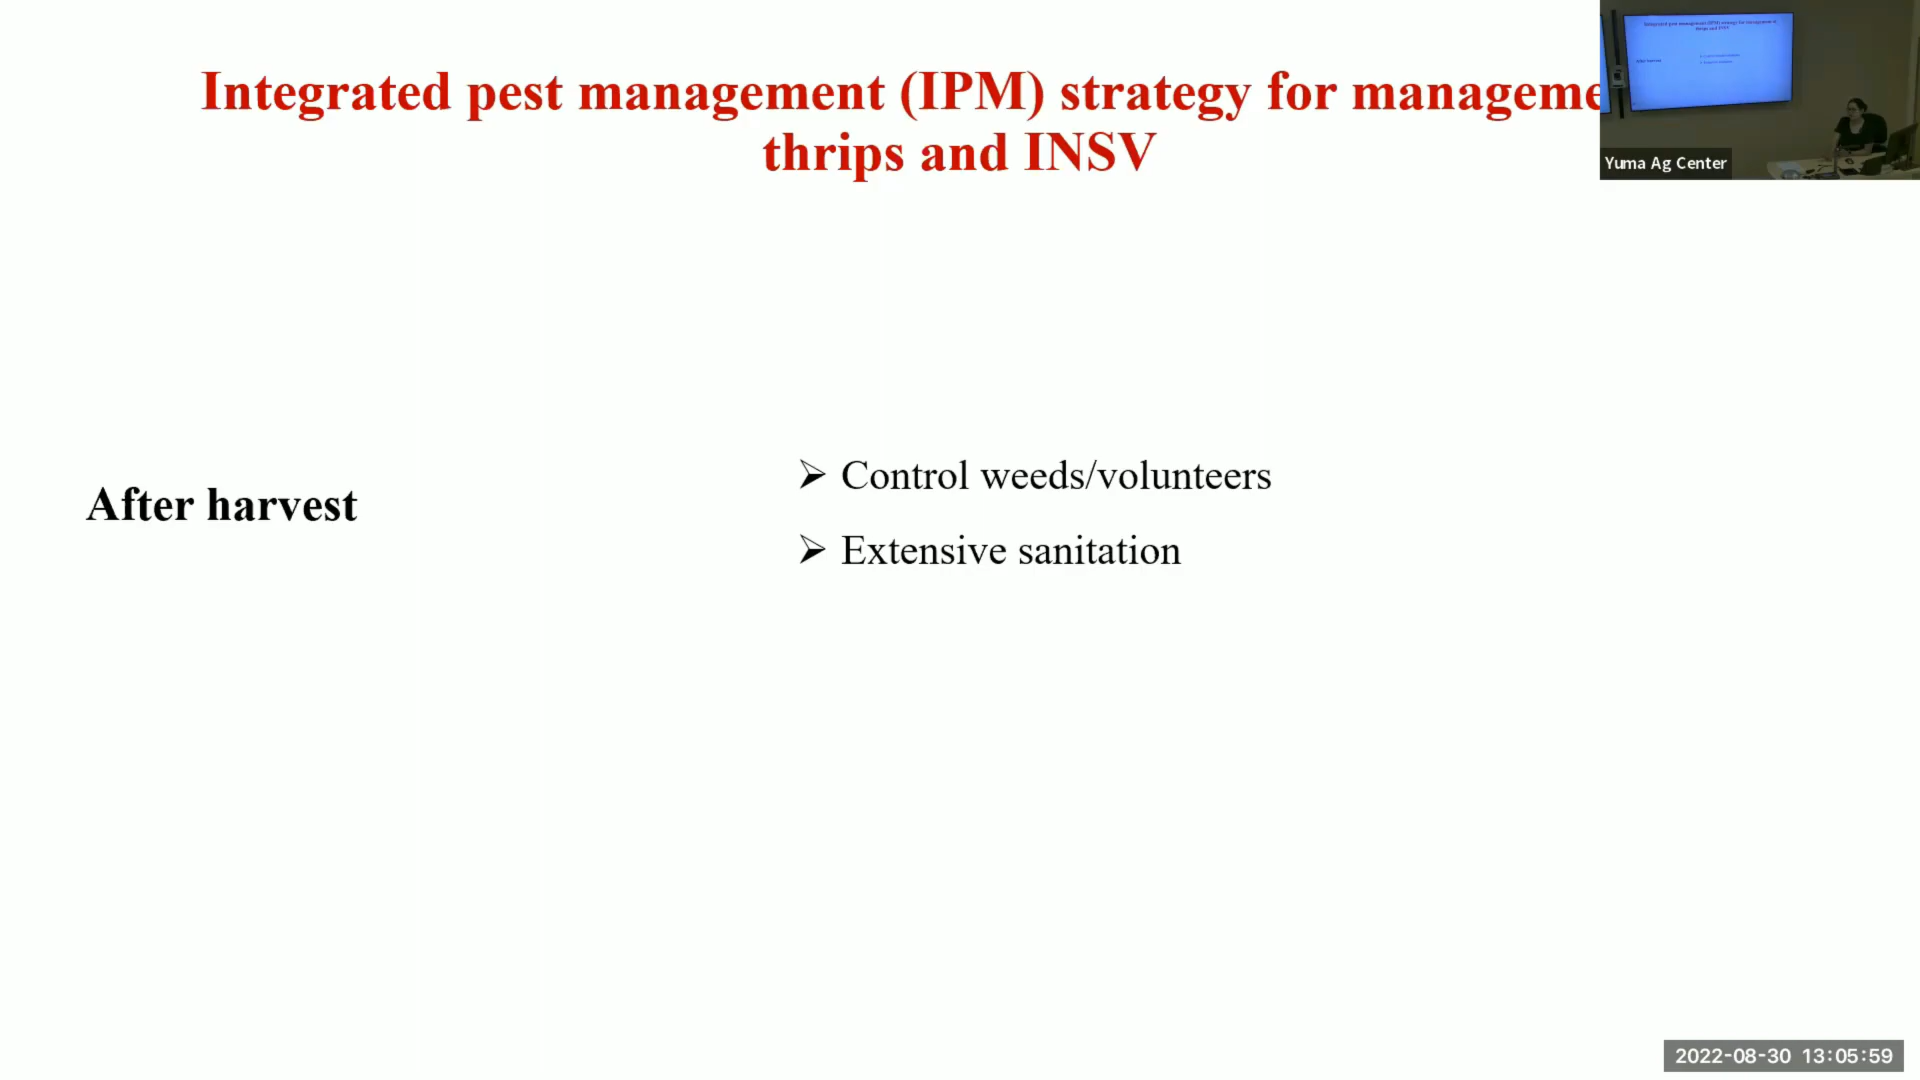 Integrated pest management (IPM) strategy for manageme
thrips and INSV
Yuma Ag Center
After harvest
➢ Control weeds/volunteers
➢ Extensive sanitation
2022-08-30 13:05:59